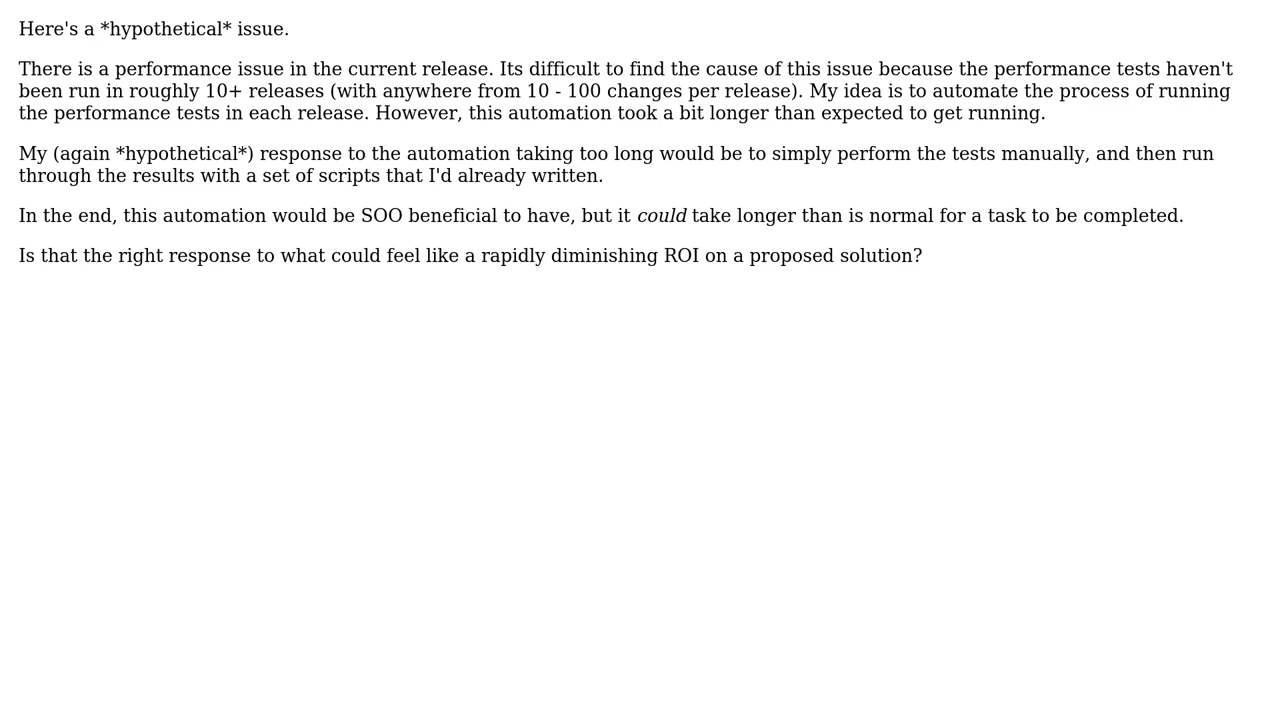 Here's a *hypothetical* issue.
There is a performance issue in the current release. Its difficult to find the cause of this issue because the performance tests haven't
been run in roughly 10+ releases (with anywhere from 10 - 100 changes per release). My idea is to automate the process of running
the performance tests in each release. However, this automation took a bit longer than expected to get running.
My (again *hypothetical*) response to the automation taking too long would be to simply perform the tests manually, and then run
through the results with a set of scripts that I'd already written.
In the end, this automation would be SOO beneficial to have, but it could take longer than is normal for a task to be completed.
Is that the right response to what could feel like a rapidly diminishing ROI on a proposed solution?